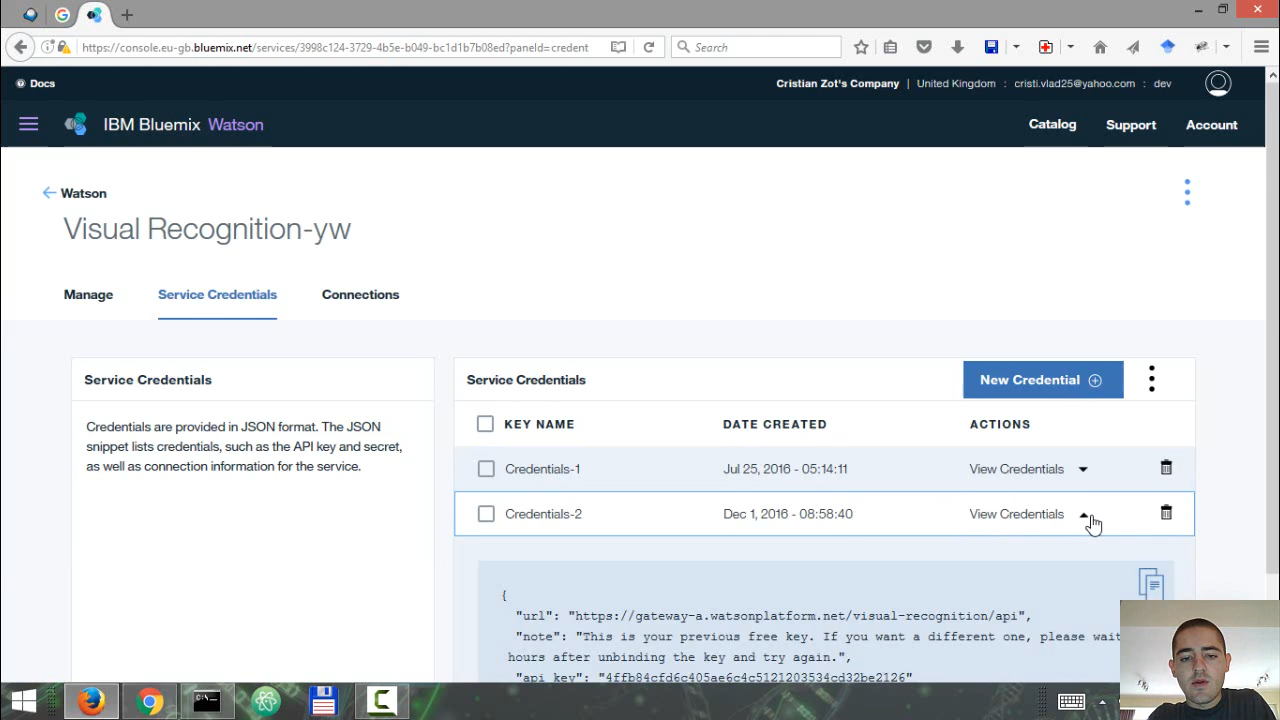 https://console.eu-gb.bluemix.net/services/3998c124-3729-4b5e-b049-bc1d1b7b08ed?paneId=credent
Search
Docs
Cristian Zot's Company | United Kingdom : cristi.vlad25@yahoo.com : dev
IBM Bluemix Watson
Catalog Support Account
Watson
Visual Recognition-yw
Manage Service Credentials Connections
Service Credentials
Credentials are provided in JSON format. The JSON
snippet lists credentials, such as the API key and secret,
as well as connection information for the service.
Service Credentials
New Credential
KEY NAME DATE CREATED ACTIONS
Credentials-1 Jul 25, 2016 - 05:14:11 View Credentials
Credentials-2 Dec 1, 2016 - 08:58:40 View Credentials
{
"url": "https://gateway-a.watsonplatform.net/visual-recognition/api",
"note": "This is your previous free key. If you want a different one, please wait
hours after unbinding the key and try again.",
"api_key": "4ffb84cfd6c405ae6c4c5121203534cd32be2126"